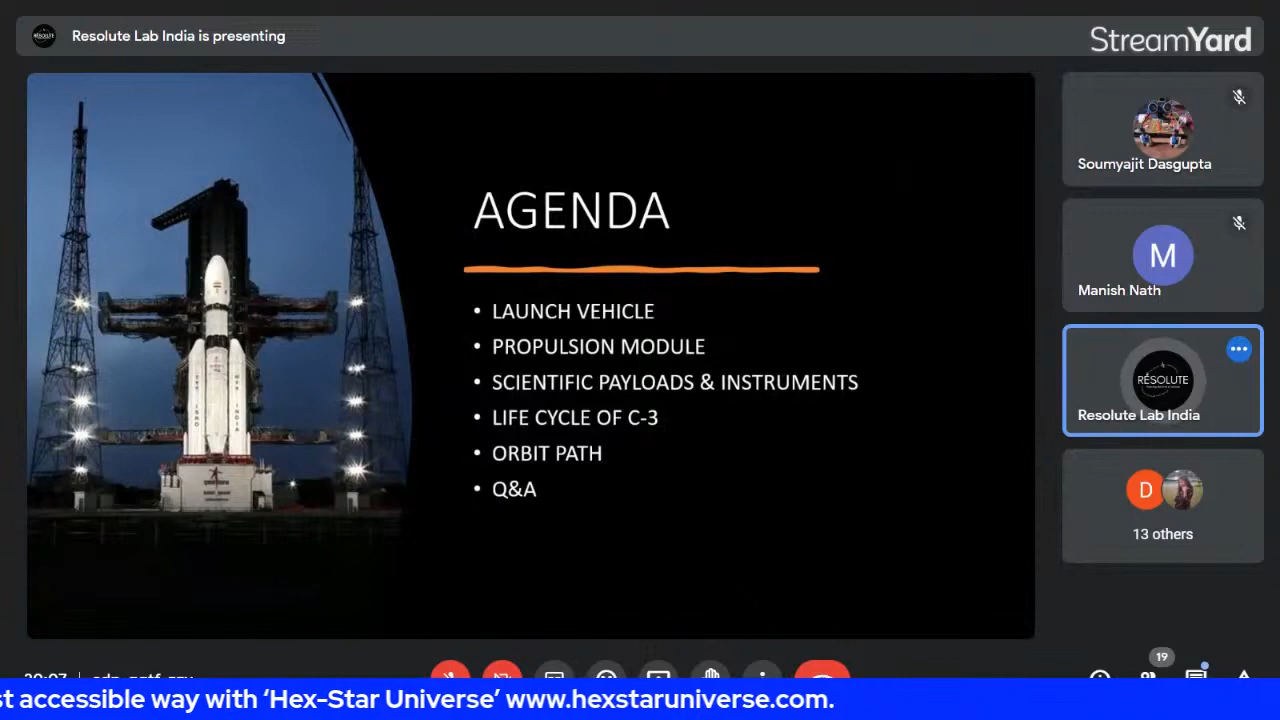 Resolute Lab India is presenting
StreamYard
AGENDA
• LAUNCH VEHICLE
• PROPULSION MODULE
• SCIENTIFIC PAYLOADS & INSTRUMENTS
• LIFE CYCLE OF C-3
• ORBIT PATH
• Q&A
Soumyajit Dasgupta
M
Manish Nath
RÉSOLUTE
Resolute Lab India
D
13 others
19
st accessible way with ‘Hex-Star Universe’ www.hexstaruniverse.com.